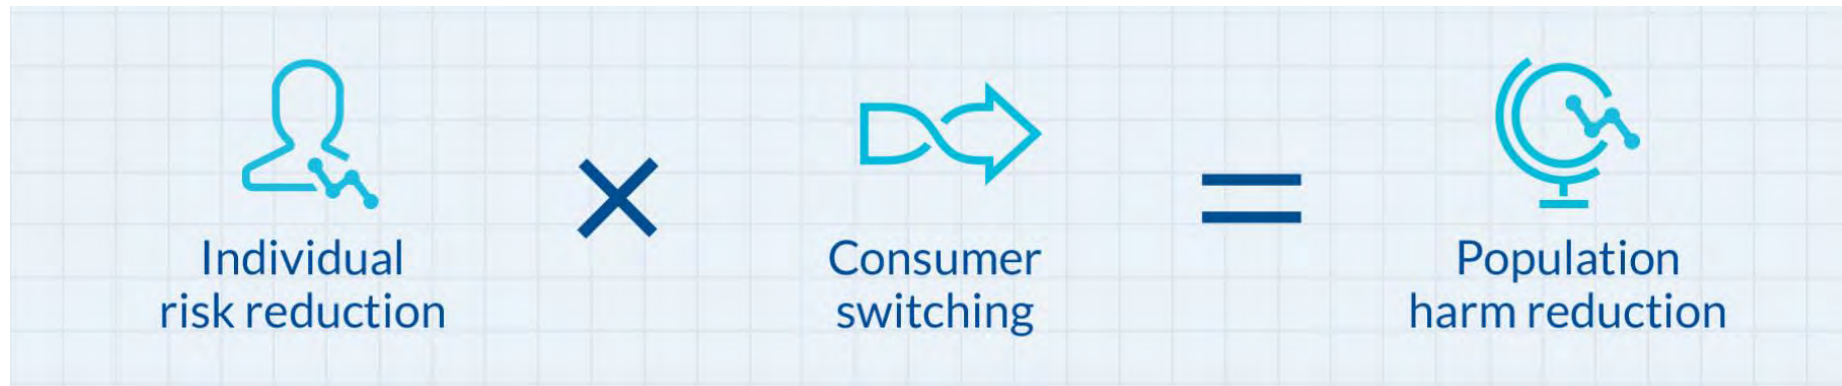 Individual
risk reduction
×
Consumer
switching
=
Population
harm reduction